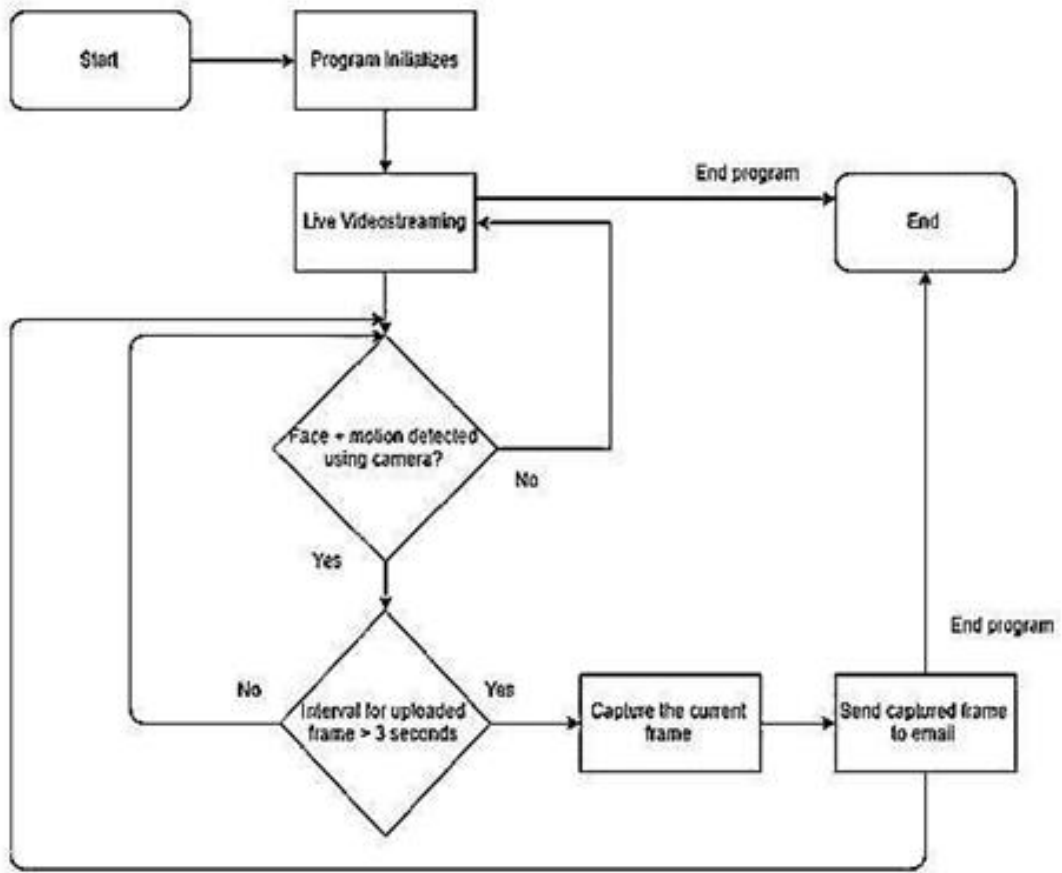 Start
Program Initializes
End program
Live Videostreaming
End
Face + motion detected
using camera?
No
Yes
End program
No
Yes
Interval for uploaded
frame > 3 seconds
Capture the current
frame
Send captured frame
to email